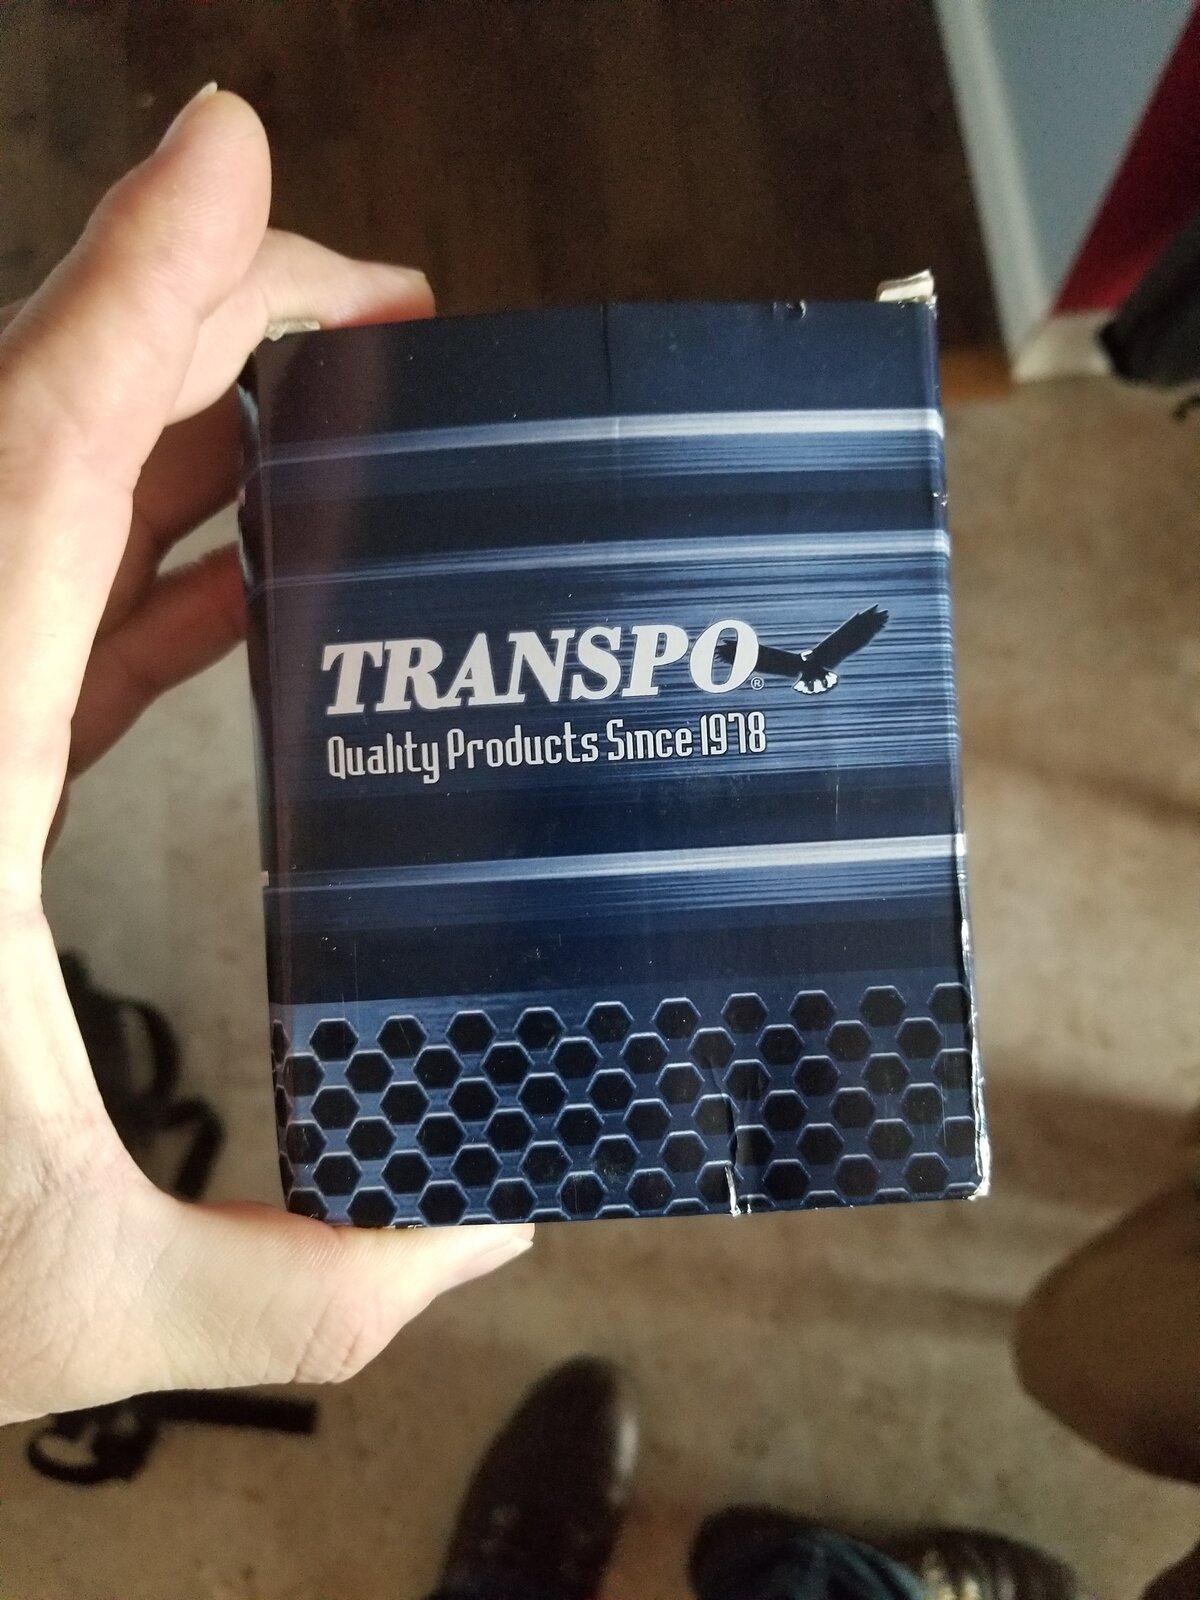 TRANSPO®
Quality Products Since 1978